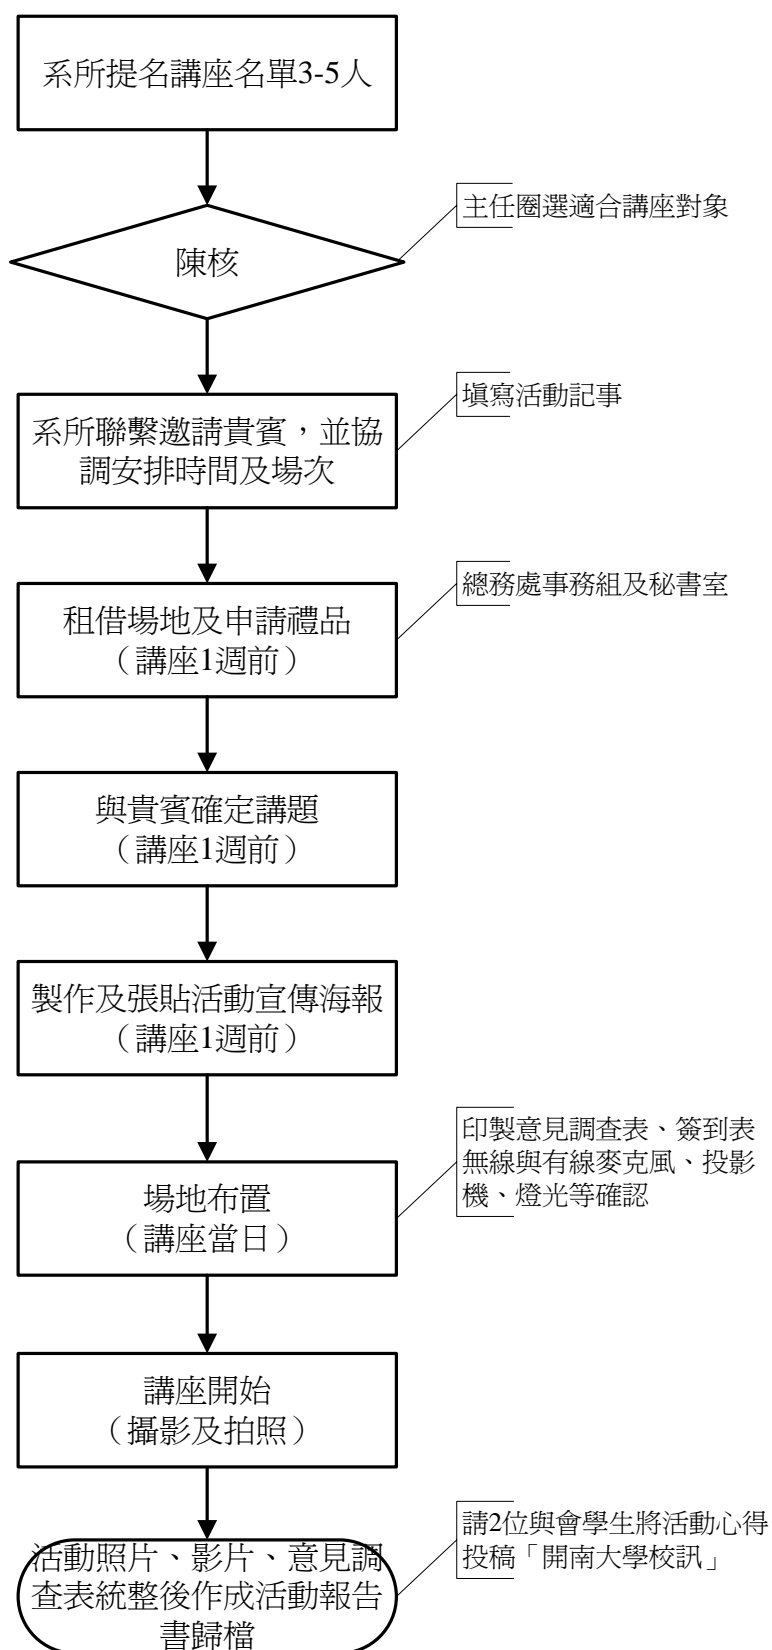 系所提名講座名單3-5人
主任圈選適合講座對象
陳核
填寫活動記事
系所聯繫邀請貴賓，並協
調安排時間及場次
總務處事務組及秘書室
租借場地及申請禮品
（講座1週前）
與貴賓確定講題
（講座1週前）
製作及張貼活動宣傳海報
（講座1週前）
印製意見調查表、簽到表
無線與有線麥克風、投影
機、燈光等確認
場地布置
（講座當日）
講座開始
（攝影及拍照）
請2位與會學生將活動心得
投稿「開南大學校訊」
活動照片、影片、意見調
查表統整後作成活動報告
書歸檔